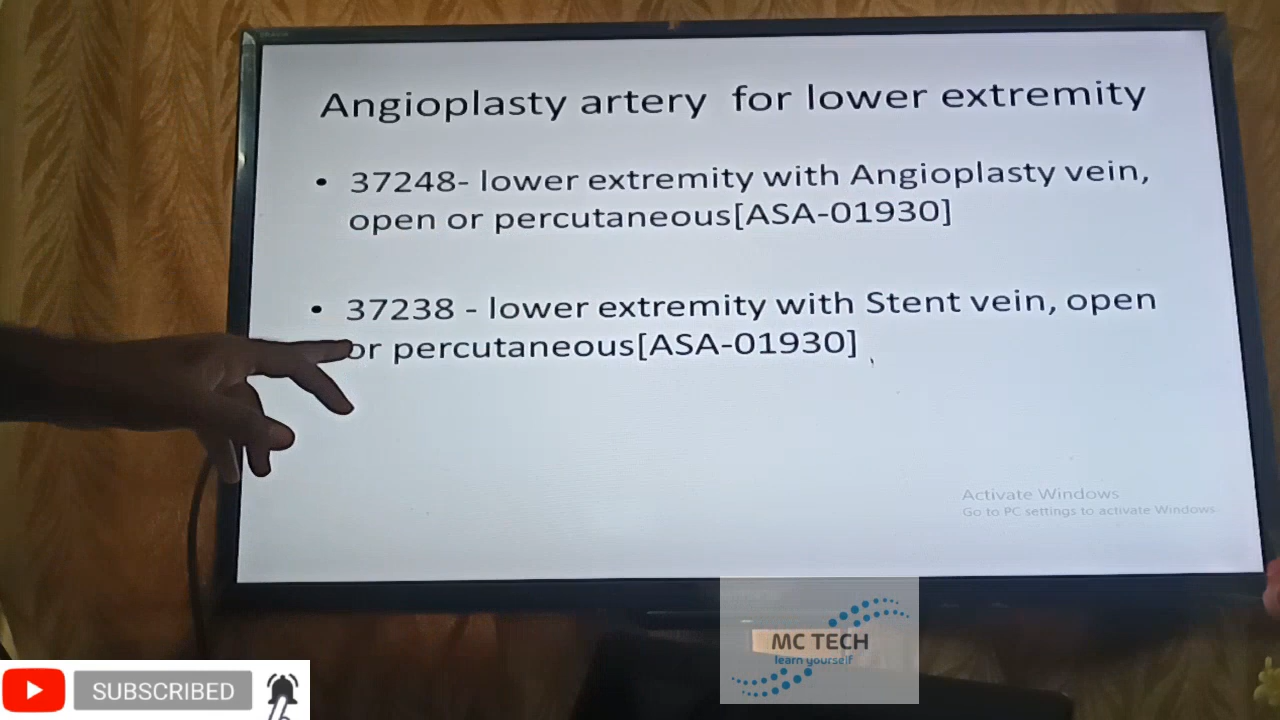 Angioplasty artery for lower extremity
• 37248- lower extremity with Angioplasty vein,
open or percutaneous[ASA-01930]
• 37238 - lower extremity with Stent vein, open
or percutaneous[ASA-01930]
Activate Windows
Go to PC settings to activate Windows
MC TECH
learn yourself
SUBSCRIBED